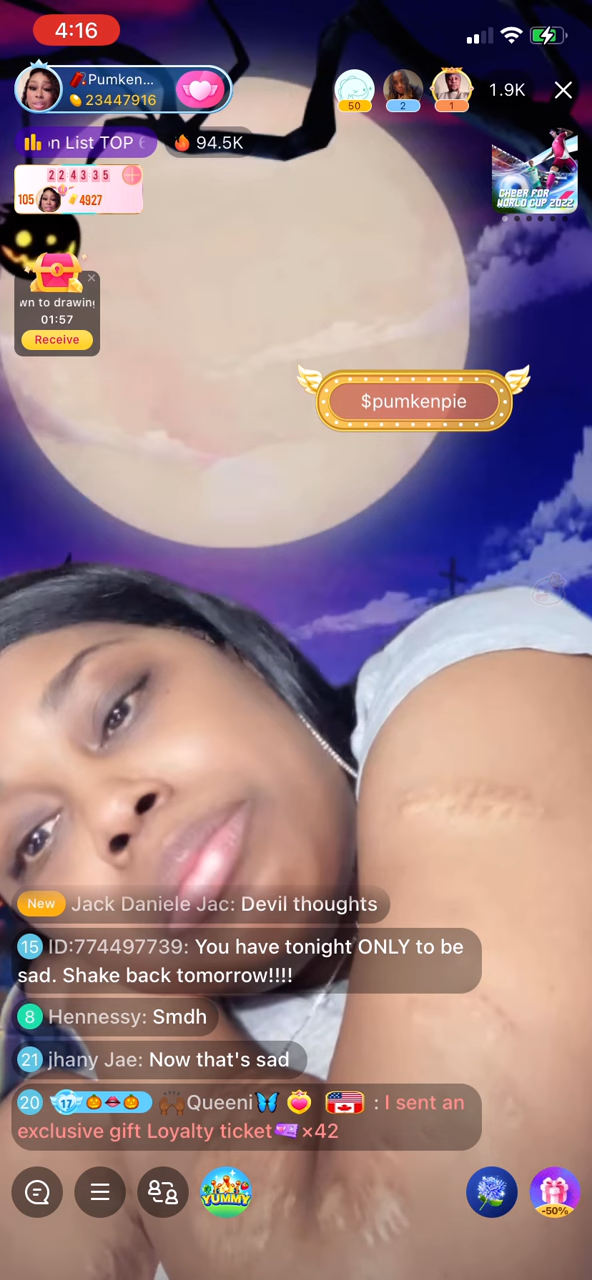 4:16
Pumken...
23447916
50
2
1
1.9K
n List TOP
94.5K
CHEER FOR
WORLD CUP 2022
2 2 4 3 3 5
105
4927
wn to drawing
01:57
Receive
$pumkenpie
New Jack Daniele Jac: Devil thoughts
15 ID:774497739: You have tonight ONLY to be
sad. Shake back tomorrow!!!!
8 Hennessy: Smdh
21 jhany Jae: Now that's sad
20 17 🎃👄🎃 🙌🏾Queeni🦋 : I sent an
exclusive gift Loyalty ticket ×42
YUMMY
-50%